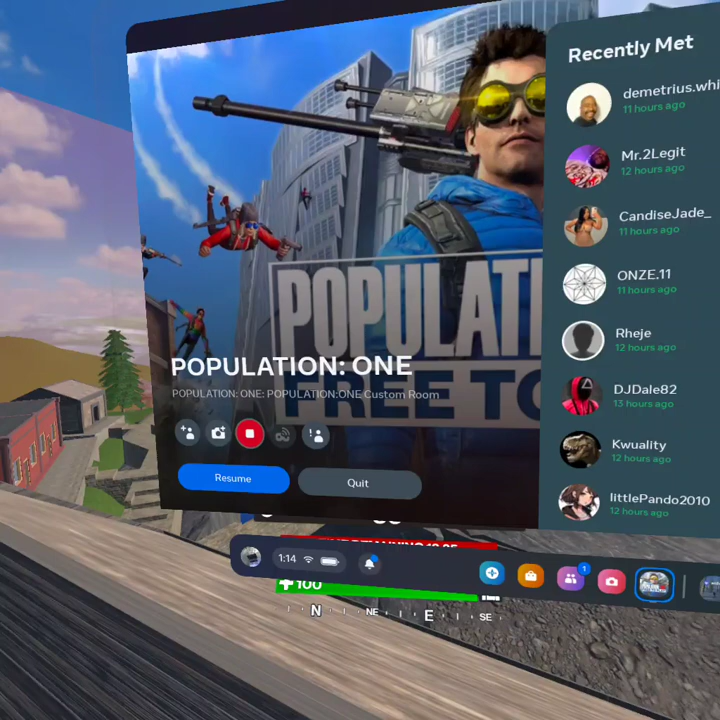 Recently Met
demetrius.whi
11 hours ago
Mr.2Legit
12 hours ago
CandiseJade_
11 hours ago
ONZE.11
11 hours ago
Rheje
12 hours ago
DJDale82
13 hours ago
Kwuality
12 hours ago
littlePando2010
12 hours ago
POPULATI
FREE TO
POPULATION: ONE
POPULATION: ONE: POPULATION:ONE Custom Room
Resume
Quit
1:14
1
100
N
NE
E
SE